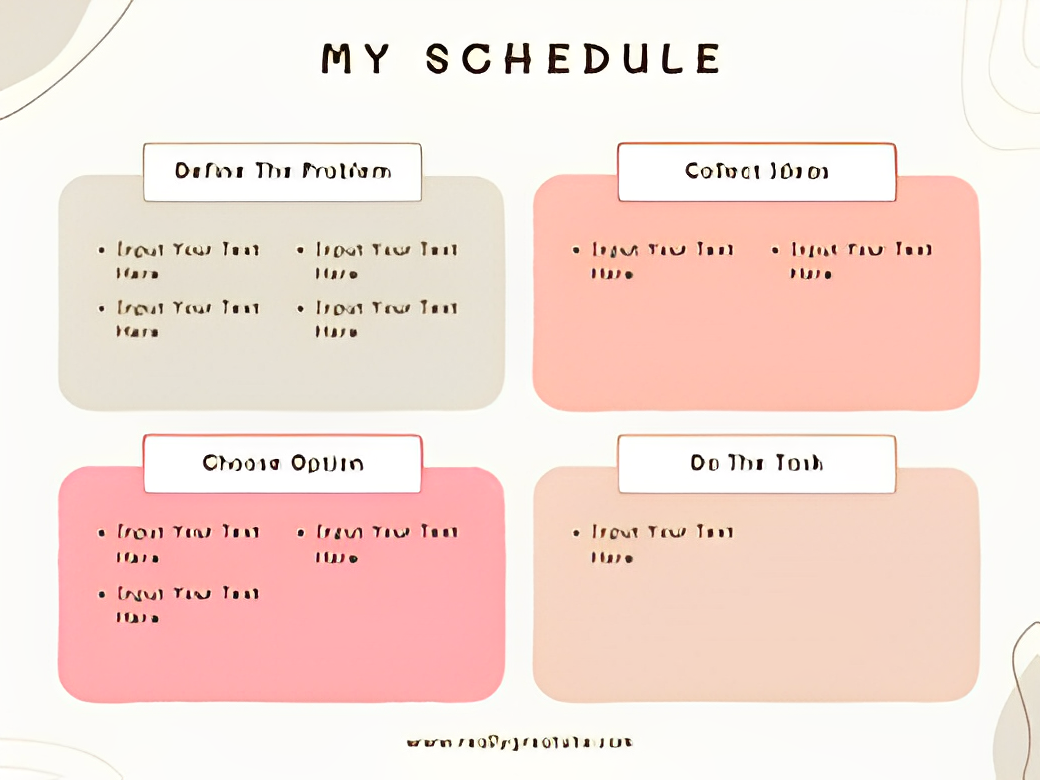 MY SCHEDULE
Define The Problem
Collect Ideas
Input Your Text
Here
Input Your Text
Here
Input Your Text
Here
Input Your Text
Here
Input Your Text
Here
Input Your Text
Here
Choose Option
Do The Task
Input Your Text
Here
Input Your Text
Here
Input Your Text
Here
Input Your Text
Here